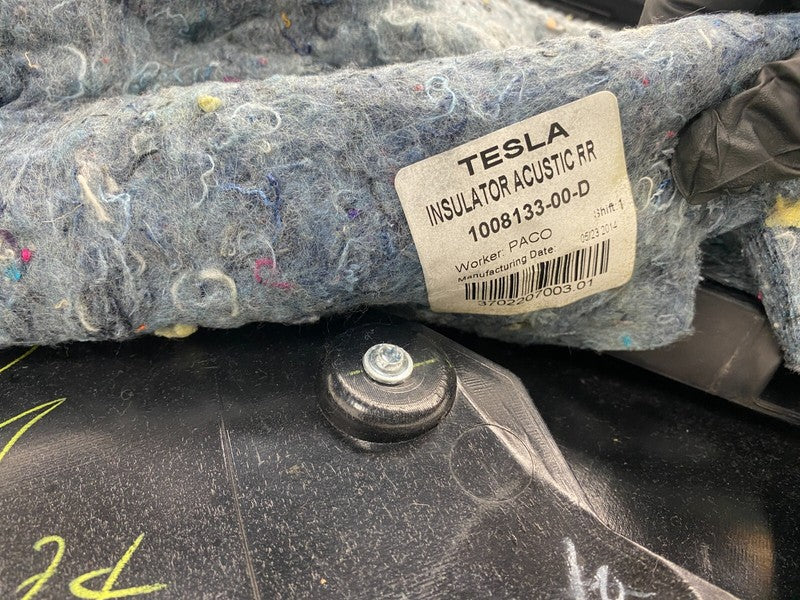 TESLA
INSULATOR ACUSTIC RR
1008133-00-D
Shift 1
Worker: PACO
Manufacturing Date: 05/23 2014
3702207003.01